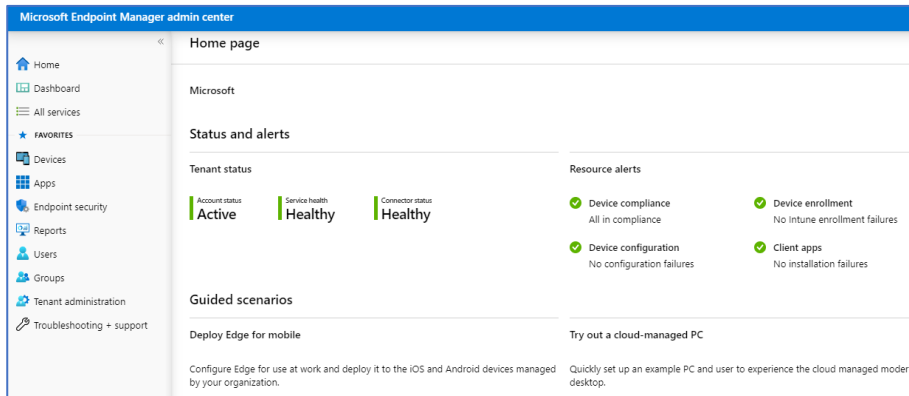 Microsoft Endpoint Manager admin center
«
Home
Dashboard
All services
FAVORITES
Devices
Apps
Endpoint security
Reports
Users
Groups
Tenant administration
Troubleshooting + support
Home page
Microsoft
Status and alerts
Tenant status
Account status
Active
Service health
Healthy
Connector status
Healthy
Resource alerts
Device compliance
All in compliance
Device enrollment
No Intune enrollment failures
Device configuration
No configuration failures
Client apps
No installation failures
Guided scenarios
Deploy Edge for mobile
Configure Edge for use at work and deploy it to the iOS and Android devices managed
by your organization.
Try out a cloud-managed PC
Quickly set up an example PC and user to experience the cloud managed moder
desktop.